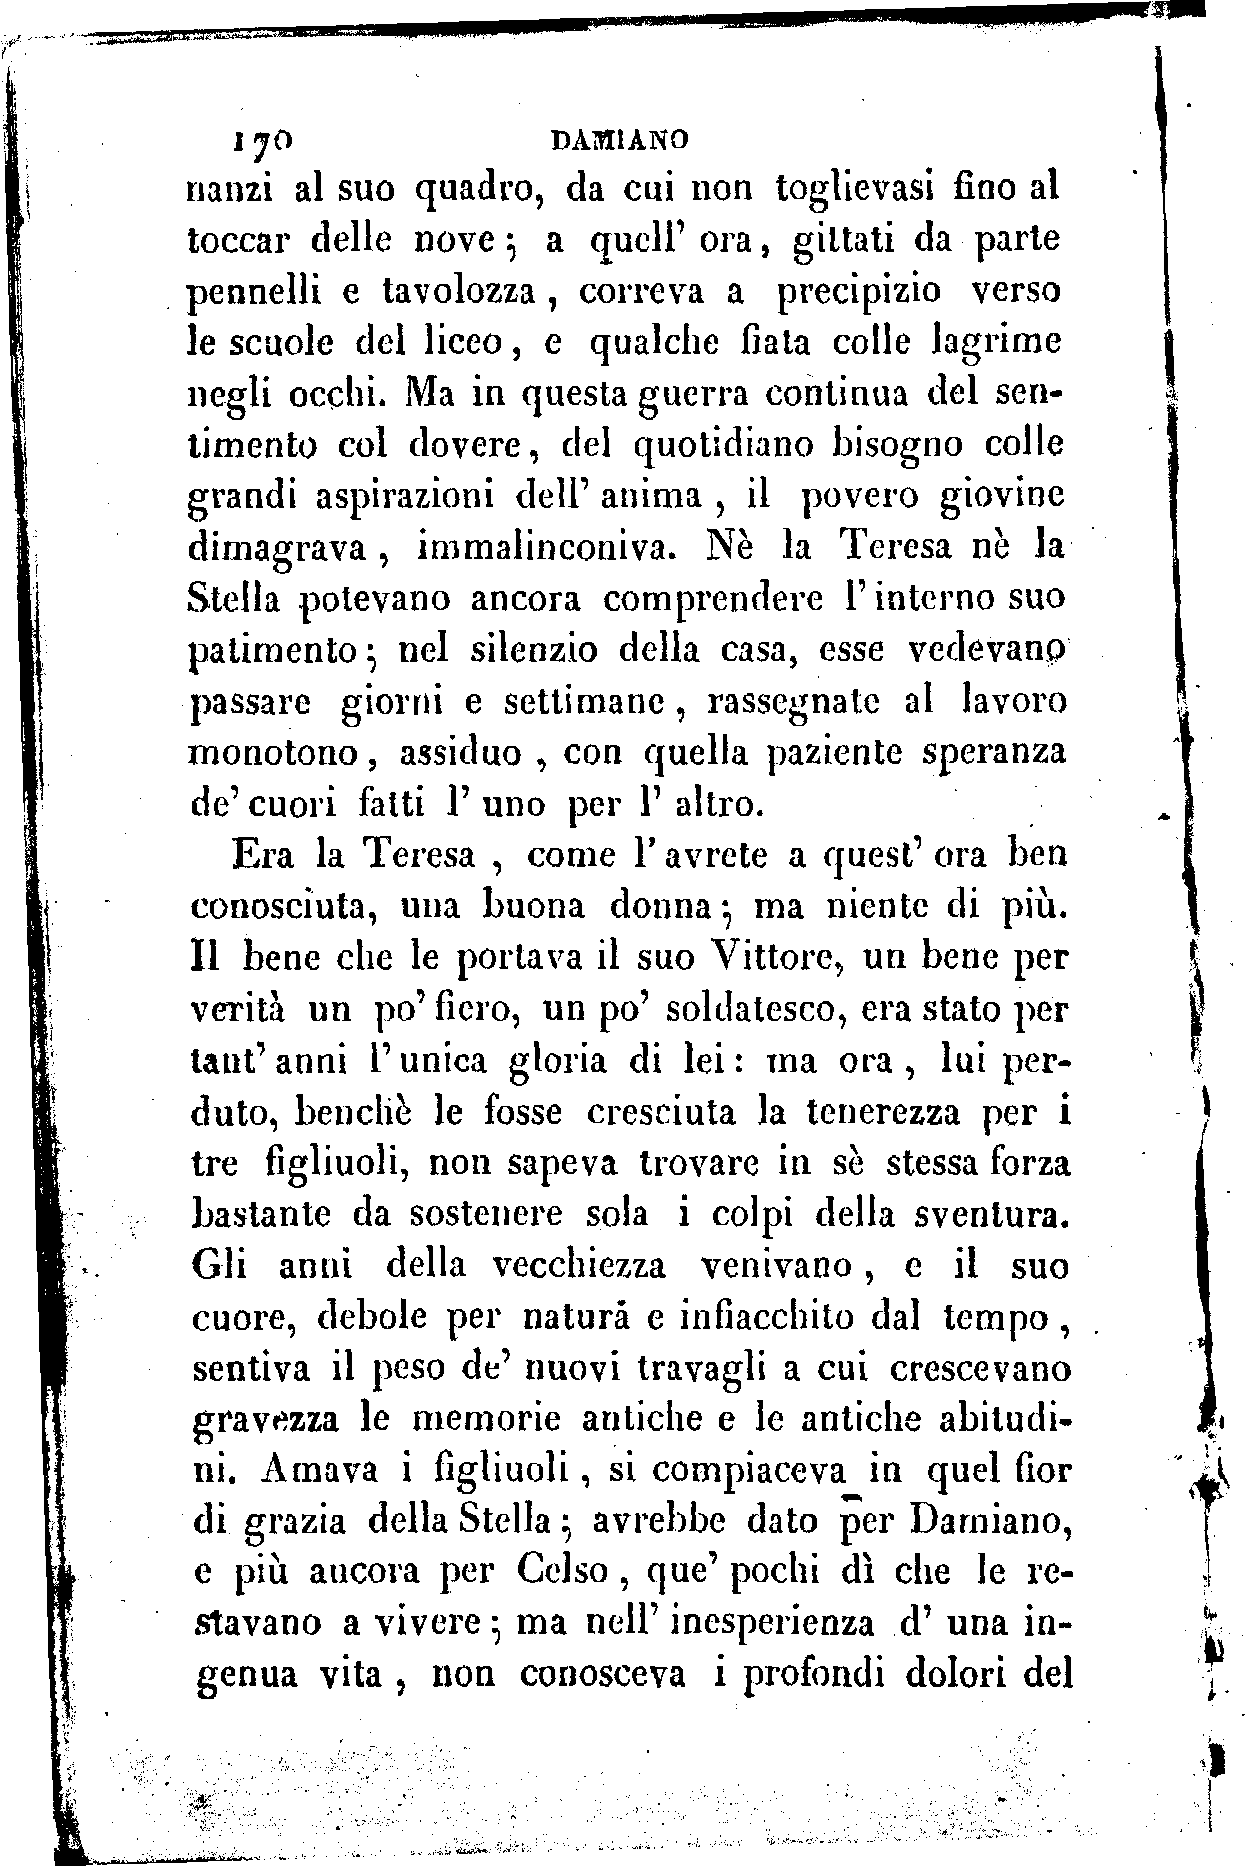 170 DAMIANO
nanzi al suo quadro, da cui non toglievasi fino al
toccar delle nove; a quell' ora, gittati da parte
pennelli e tavolozza, correva a precipizio verso
le scuole del liceo, e qualche fiata colle lagrime
negli occhi. Ma in questa guerra continua del sen-
timento col dovere, del quotidiano bisogno colle
grandi aspirazioni dell' anima, il povero giovine
dimagrava, immalinconiva. Nè la Teresa nè la
Stella potevano ancora comprendere l' interno suo
patimento; nel silenzio della casa, esse vedevano
passare giorni e settimane, rassegnate al lavoro
monotono, assiduo, con quella paziente speranza
de' cuori fatti l' uno per l' altro.
Era la Teresa, come l' avrete a quest' ora ben
conosciuta, una buona donna; ma niente di più.
Il bene che le portava il suo Vittore, un bene per
verità un po' fiero, un po' soldatesco, era stato per
tant' anni l' unica gloria di lei: ma ora, lui per-
duto, benchè le fosse cresciuta la tenerezza per i
tre figliuoli, non sapeva trovare in sè stessa forza
bastante da sostenere sola i colpi della sventura.
Gli anni della vecchiezza venivano, e il suo
cuore, debole per natura e infiacchito dal tempo,
sentiva il peso de' nuovi travagli a cui crescevano
gravezza le memorie antiche e le antiche abitudi-
ni. Amava i figliuoli, si compiaceva in quel fior
di grazia della Stella; avrebbe dato per Damiano,
e più ancora per Celso, que' pochi dì che le re-
stavano a vivere; ma nell' inesperienza d' una in-
genua vita, non conosceva i profondi dolori del